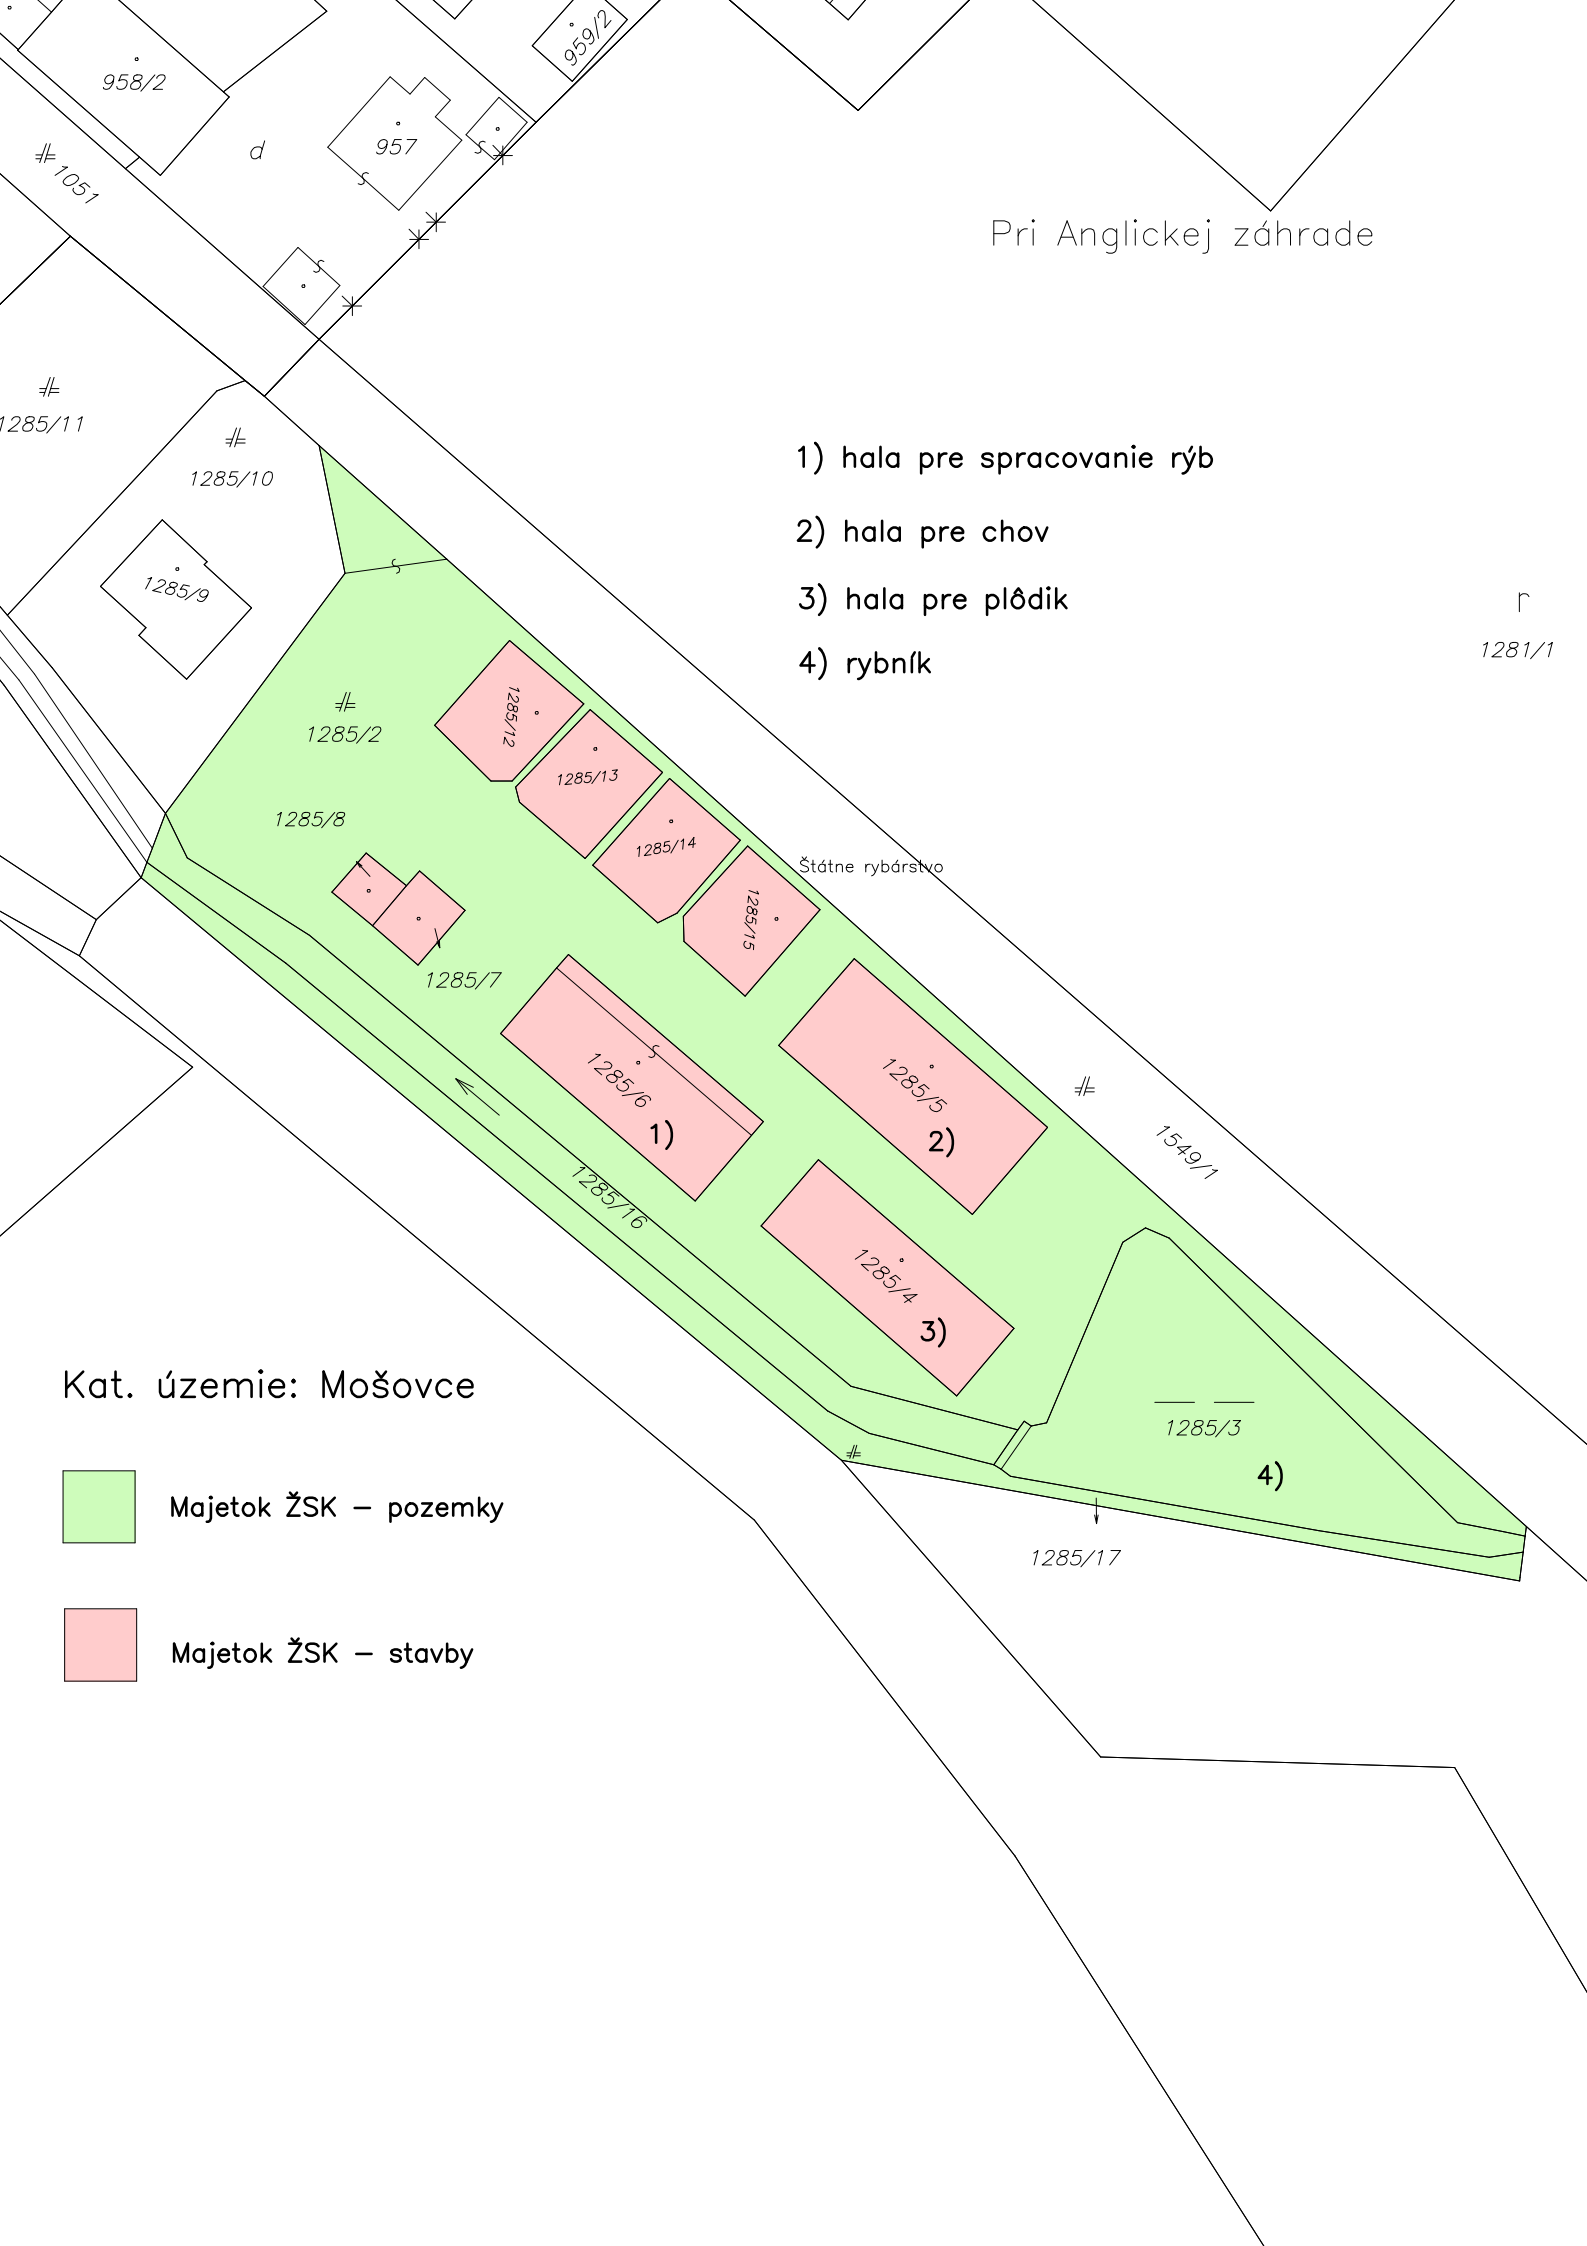 959/2
958/2
957
d
1051
Pri Anglickej záhrade
1285/11
1285/10
1) hala pre spracovanie rýb
2) hala pre chov
1285/9
3) hala pre plôdik
r
4) rybník
1281/1
1285/12
1285/2
1285/13
1285/8
1285/14
Štátne rybárstvo
1285/15
1285/7
1285/6
1)
1285/5
2)
1549/1
1285/16
1285/4
3)
Kat. územie: Mošovce
1285/3
4)
Majetok ŽSK – pozemky
1285/17
Majetok ŽSK – stavby